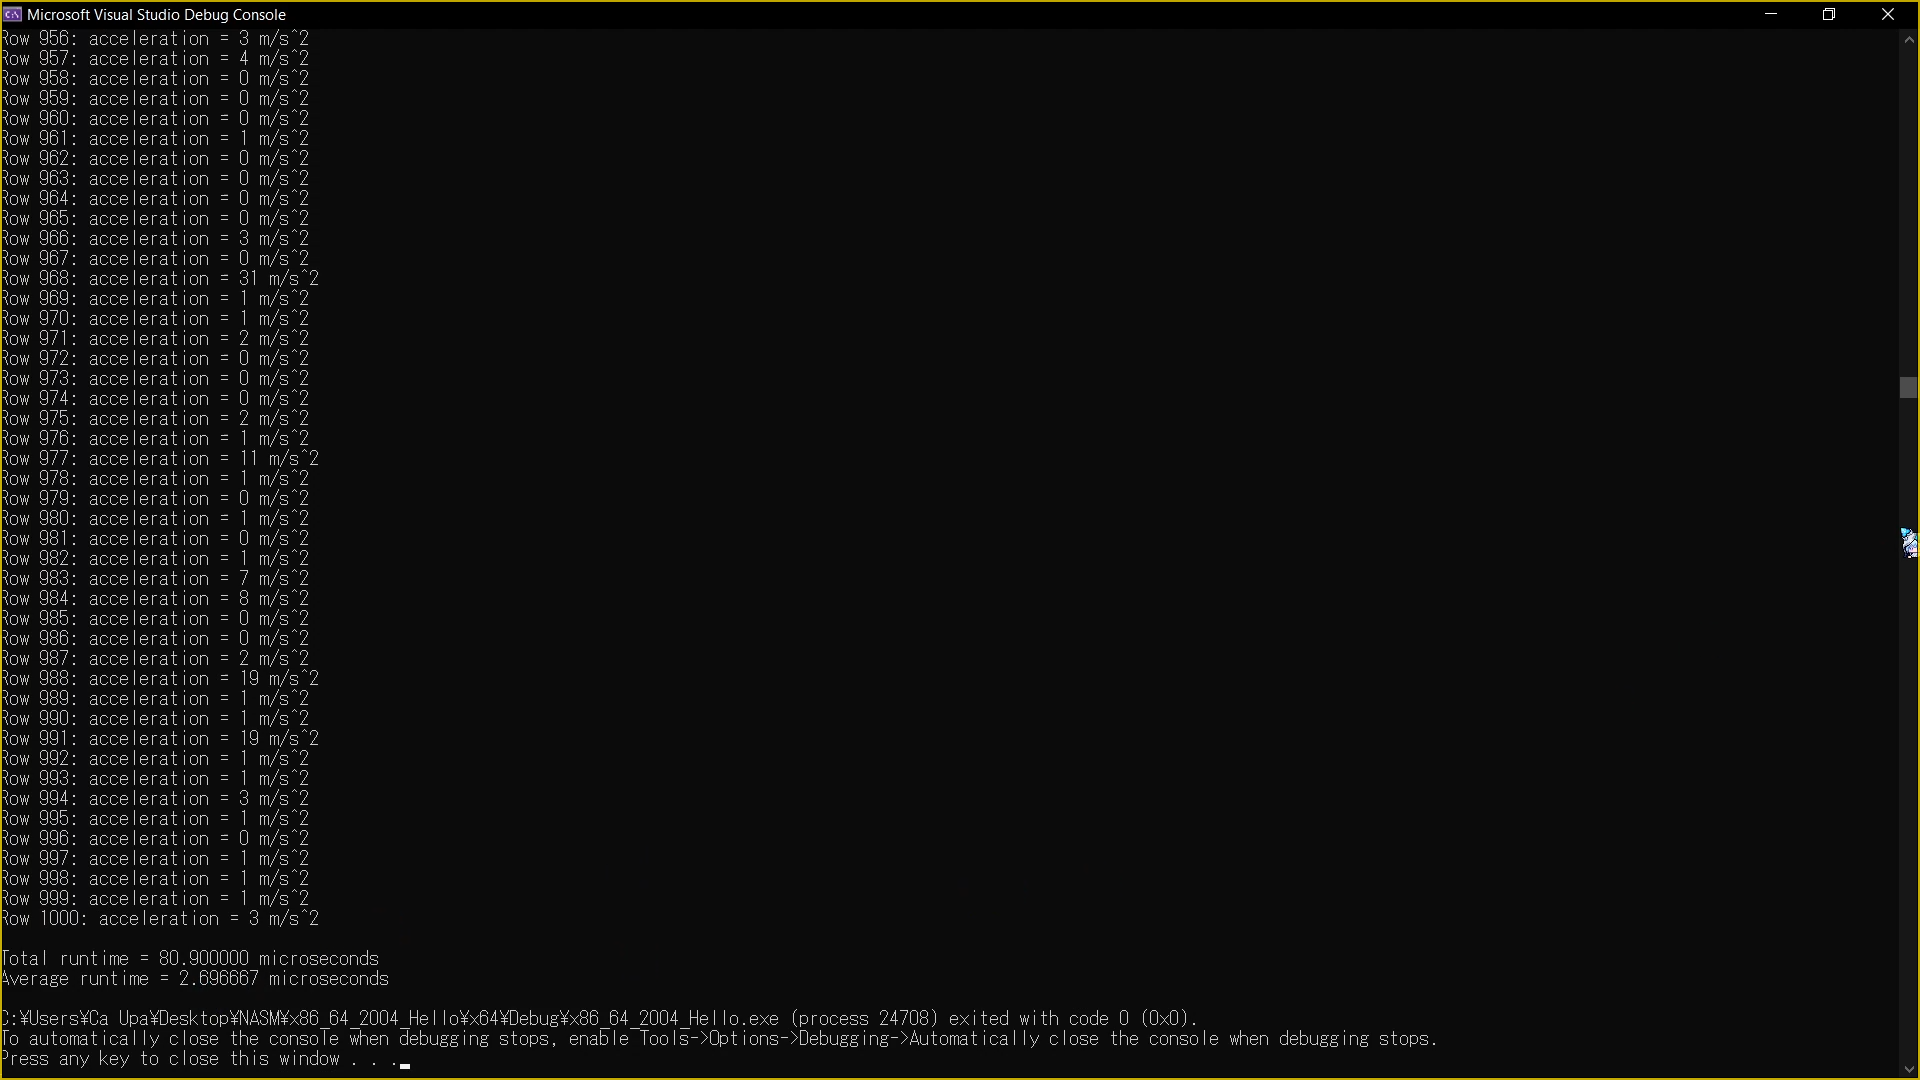 Microsoft Visual Studio Debug Console
Row 956: acceleration = 3 m/s^2
Row 957: acceleration = 4 m/s^2
Row 958: acceleration = 0 m/s^2
Row 959: acceleration = 0 m/s^2
Row 960: acceleration = 0 m/s^2
Row 961: acceleration = 1 m/s^2
Row 962: acceleration = 0 m/s^2
Row 963: acceleration = 0 m/s^2
Row 964: acceleration = 0 m/s^2
Row 965: acceleration = 0 m/s^2
Row 966: acceleration = 3 m/s^2
Row 967: acceleration = 0 m/s^2
Row 968: acceleration = 31 m/s^2
Row 969: acceleration = 1 m/s^2
Row 970: acceleration = 1 m/s^2
Row 971: acceleration = 2 m/s^2
Row 972: acceleration = 0 m/s^2
Row 973: acceleration = 0 m/s^2
Row 974: acceleration = 0 m/s^2
Row 975: acceleration = 2 m/s^2
Row 976: acceleration = 1 m/s^2
Row 977: acceleration = 11 m/s^2
Row 978: acceleration = 1 m/s^2
Row 979: acceleration = 0 m/s^2
Row 980: acceleration = 1 m/s^2
Row 981: acceleration = 0 m/s^2
Row 982: acceleration = 1 m/s^2
Row 983: acceleration = 7 m/s^2
Row 984: acceleration = 8 m/s^2
Row 985: acceleration = 0 m/s^2
Row 986: acceleration = 0 m/s^2
Row 987: acceleration = 2 m/s^2
Row 988: acceleration = 19 m/s^2
Row 989: acceleration = 1 m/s^2
Row 990: acceleration = 1 m/s^2
Row 991: acceleration = 19 m/s^2
Row 992: acceleration = 1 m/s^2
Row 993: acceleration = 1 m/s^2
Row 994: acceleration = 3 m/s^2
Row 995: acceleration = 1 m/s^2
Row 996: acceleration = 0 m/s^2
Row 997: acceleration = 1 m/s^2
Row 998: acceleration = 1 m/s^2
Row 999: acceleration = 1 m/s^2
Row 1000: acceleration = 3 m/s^2
Total runtime = 80.900000 microseconds
Average runtime = 2.696667 microseconds
C:¥Users¥Ca Upa¥Desktop¥NASM¥x86_64_2004_Hello¥x64¥Debug¥x86_64_2004_Hello.exe (process 24708) exited with code 0 (0x0).
To automatically close the console when debugging stops, enable Tools->Options->Debugging->Automatically close the console when debugging stops.
Press any key to close this window . . .